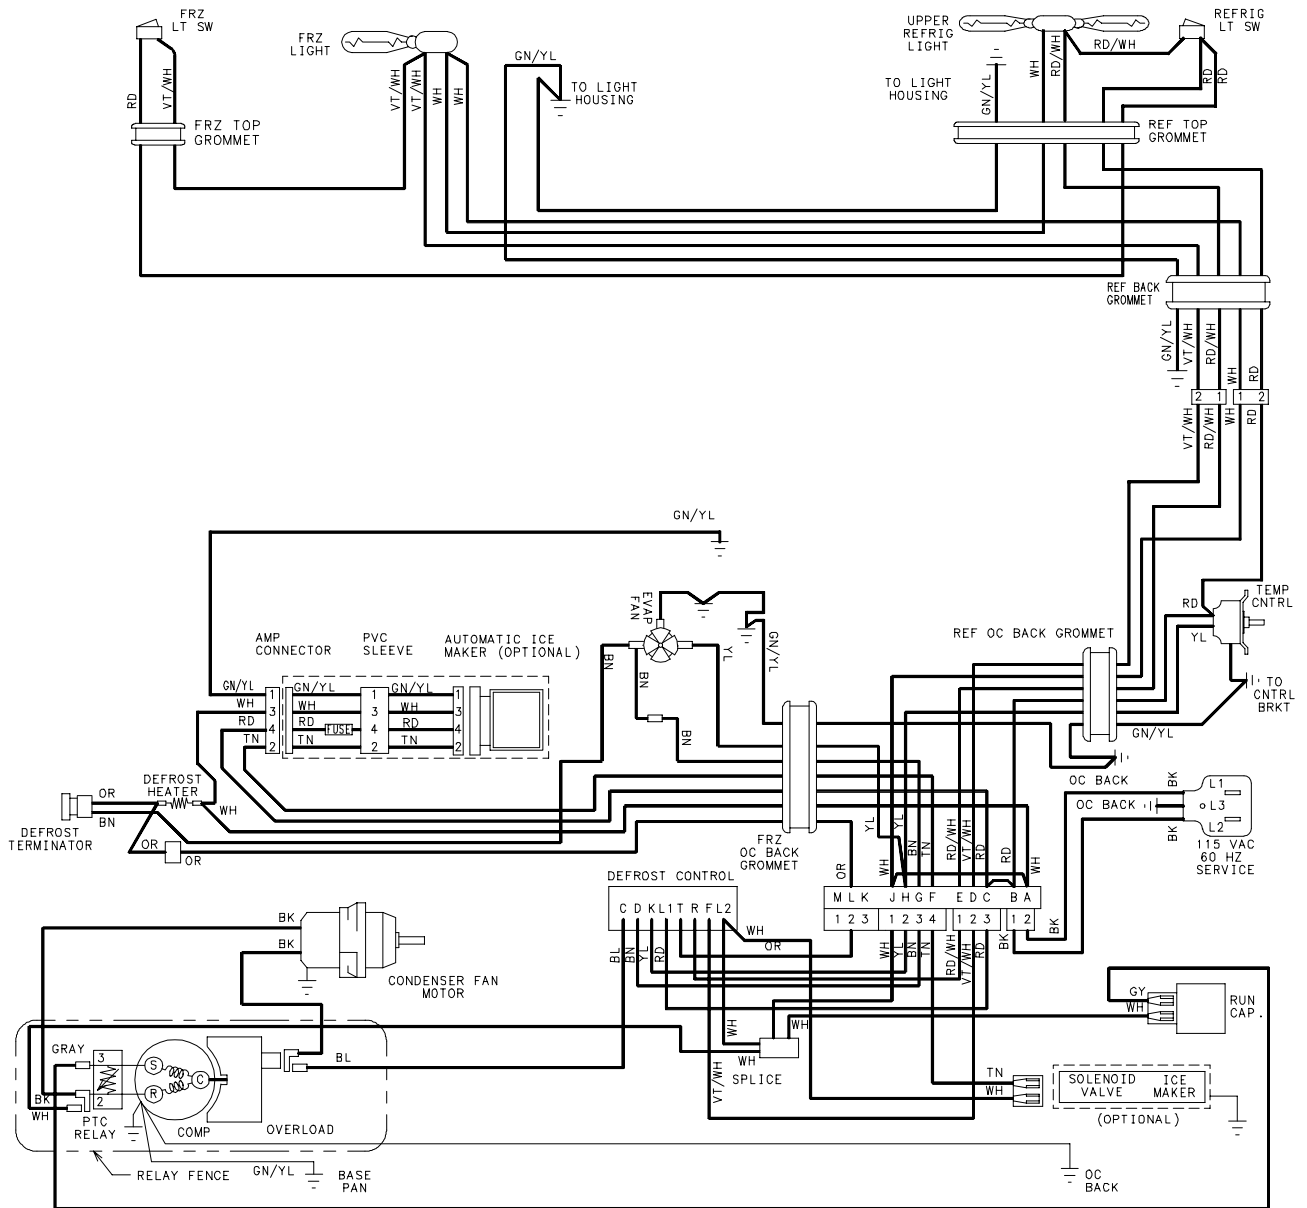 FRZ
LT SW
FRZ
LIGHT
UPPER
REFRIG
LIGHT
REFRIG
LT SW
GN/YL
TO LIGHT
HOUSING
TO LIGHT
HOUSING
GN/YL
WH
RD/WH
RD/WH
RD
RD
RD
VT/WH
VT/WH
VT/WH
WH
WH
FRZ TOP
GROMMET
REF TOP
GROMMET
REF BACK
GROMMET
GN/YL
VT/WH
RD/WH
WH
RD
2 1 1 2
VT/WH
RD/WH
WH
RD
GN/YL
EVAP
FAN
TEMP
CNTRL
RD
YL
REF OC BACK GROMMET
TO
CNTRL
BRKT
GN/YL
OC BACK
AMP
CONNECTOR
PVC
SLEEVE
AUTOMATIC ICE
MAKER (OPTIONAL)
BN
BN
BN
YL
GN/YL
GN/YL 1 GN/YL 1 GN/YL 1
WH 3 WH 3 WH 3
RD 4 RD FUSE 4 RD 4
TN 2 TN 2 TN 2
DEFROST
HEATER
OR
BN
WH
DEFROST
TERMINATOR
OR
OR
FRZ
OC BACK
GROMMET
BK
OC BACK
BK
L1
L3
L2
115 VAC
60 HZ
SERVICE
OR
YL
WH
YL
BN
TN
RD/WH
VT/WH
RD
RD
WH
DEFROST CONTROL
C D K L1 T R F L2
M L K J H G F E D C B A
1 2 3 1 2 3 4 1 2 3 1 2
BL
BN
YL
RD
WH
OR
WH
YL
BN
TN
RD/WH
VT/WH
RD
BK
BK
BK
BK
CONDENSER FAN
MOTOR
GY
WH
RUN
CAP.
WH
WH
WH
SPLICE
VT/WH
TN
WH
SOLENOID
VALVE
ICE
MAKER
(OPTIONAL)
GRAY
3
2
S
R
C
BL
BK
WH
PTC
RELAY
COMP
OVERLOAD
RELAY FENCE
GN/YL
BASE
PAN
OC
BACK